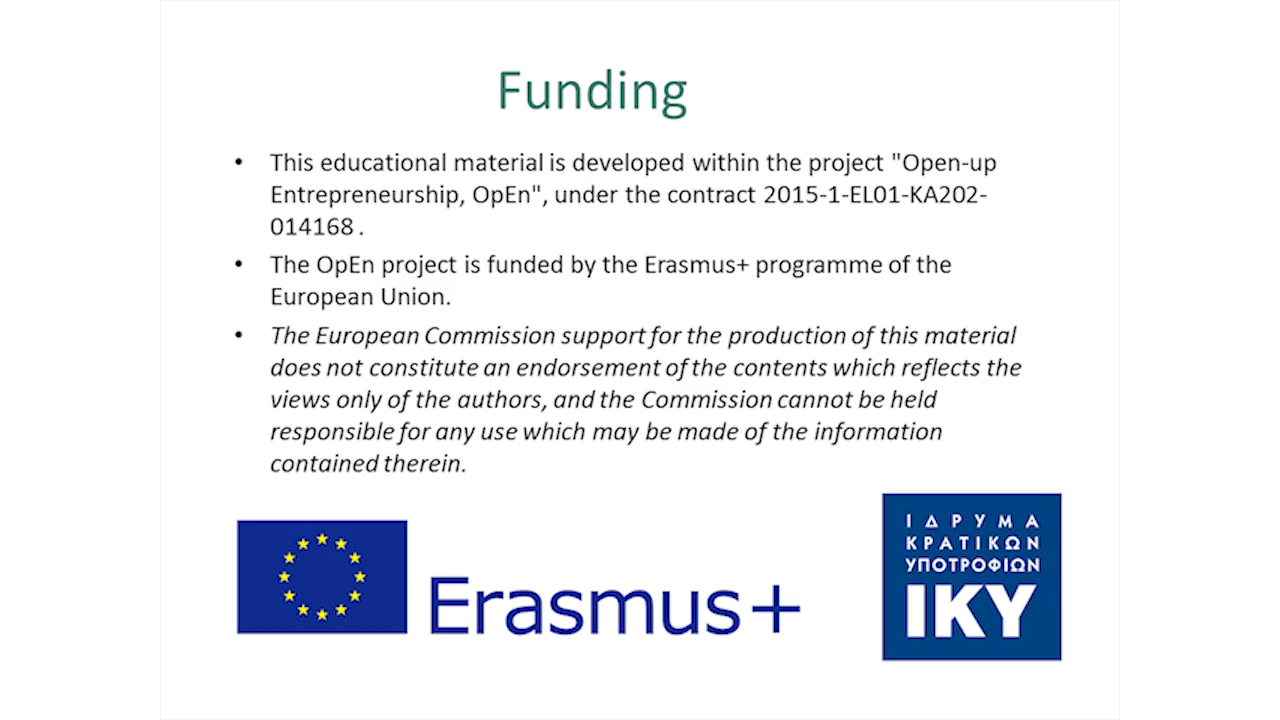 Funding
• This educational material is developed within the project "Open-up
Entrepreneurship, OpEn", under the contract 2015-1-EL01-KA202-
014168 .
• The OpEn project is funded by the Erasmus+ programme of the
European Union.
• The European Commission support for the production of this material
does not constitute an endorsement of the contents which reflects the
views only of the authors, and the Commission cannot be held
responsible for any use which may be made of the information
contained therein.
Erasmus+
ΙΔΡΥΜΑ
ΚΡΑΤΙΚΩΝ
ΥΠΟΤΡΟΦΙΩΝ
ΙΚΥ